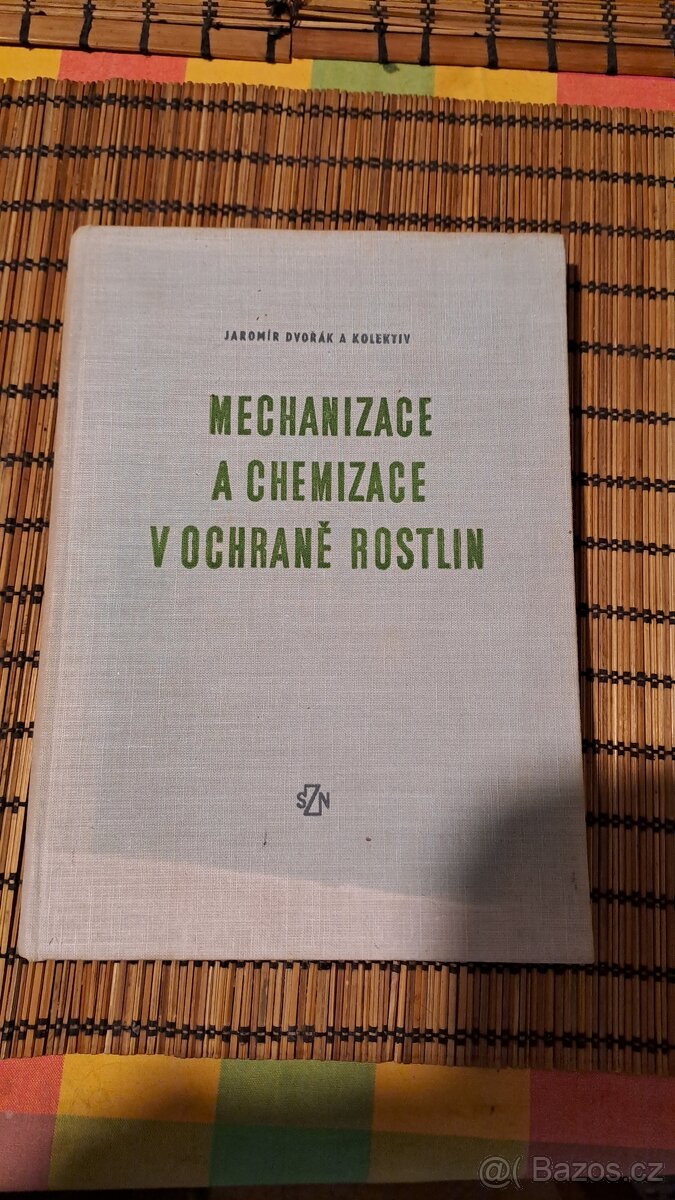 JAROMÍR DVOŘÁK A KOLEKTIV
MECHANIZACE
A CHEMIZACE
V OCHRANĚ ROSTLIN
SZN
@( Bazos.cz